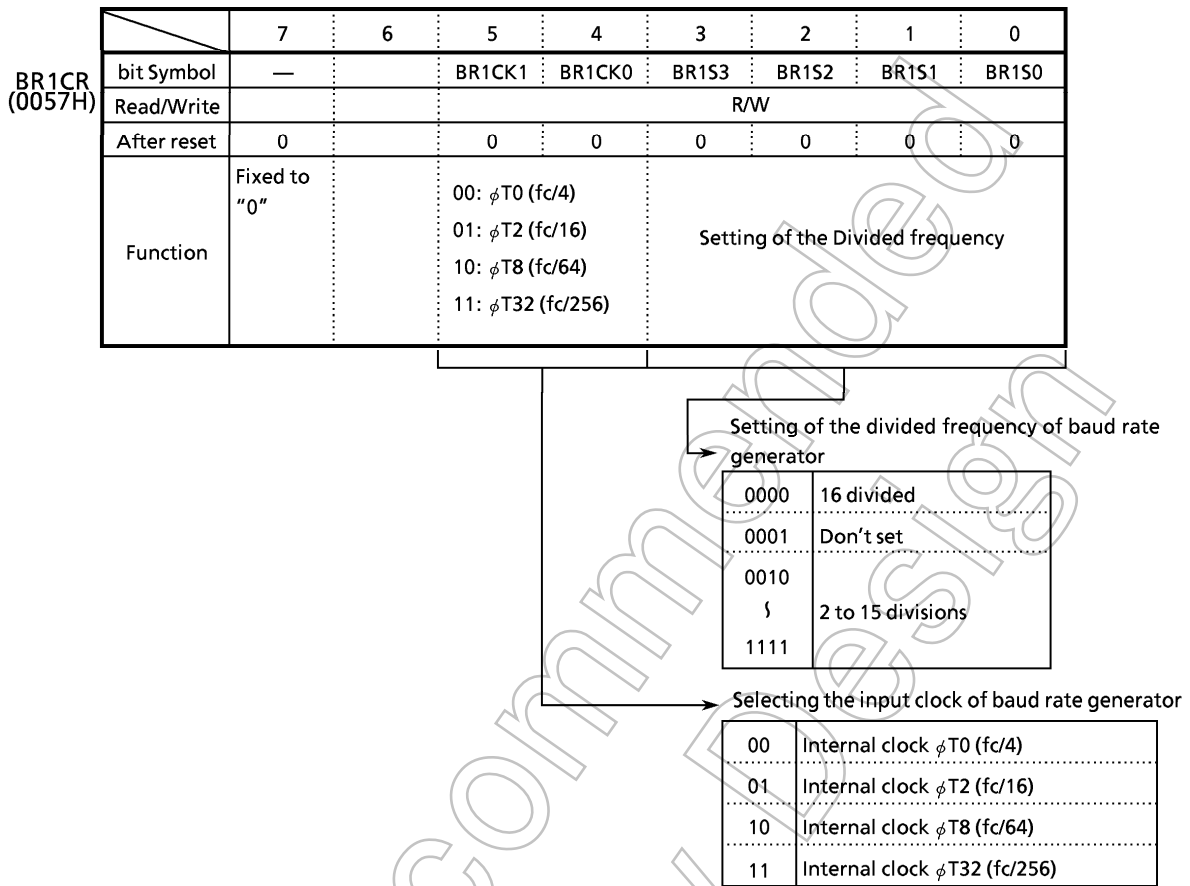 7 6 5 4 3 2 1 0
BR1CR
(0057H)
bit Symbol — BR1CK1 BR1CK0 BR1S3 BR1S2 BR1S1 BR1S0
Read/Write R/W
After reset 0 0 0 0 0 0 0
Function
Fixed to
"0"
00: φT0 (fc/4)
01: φT2 (fc/16)
10: φT8 (fc/64)
11: φT32 (fc/256)
Setting of the Divided frequency
Setting of the divided frequency of baud rate
generator
0000 16 divided
0001 Don't set
0010
∫
1111
2 to 15 divisions
Selecting the input clock of baud rate generator
00 Internal clock φT0 (fc/4)
01 Internal clock φT2 (fc/16)
10 Internal clock φT8 (fc/64)
11 Internal clock φT32 (fc/256)
commended
Design